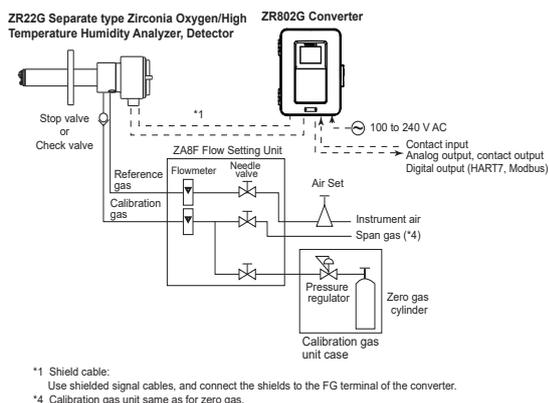 ZR22G Separate type Zirconia Oxygen/High
Temperature Humidity Analyzer, Detector
ZR802G Converter
Stop valve
or
Check valve
*1
100 to 240 V AC
Contact input
Analog output, contact output
Digital output (HART7, Modbus)
ZA8F Flow Setting Unit
Reference
gas
Flowmeter
Needle
valve
Air Set
Calibration
gas
Instrument air
Span gas (*4)
Pressure
regulator
Zero gas
cylinder
Calibration gas
unit case
*1 Shield cable:
Use shielded signal cables, and connect the shields to the FG terminal of the converter.
*4 Calibration gas unit same as for zero gas.